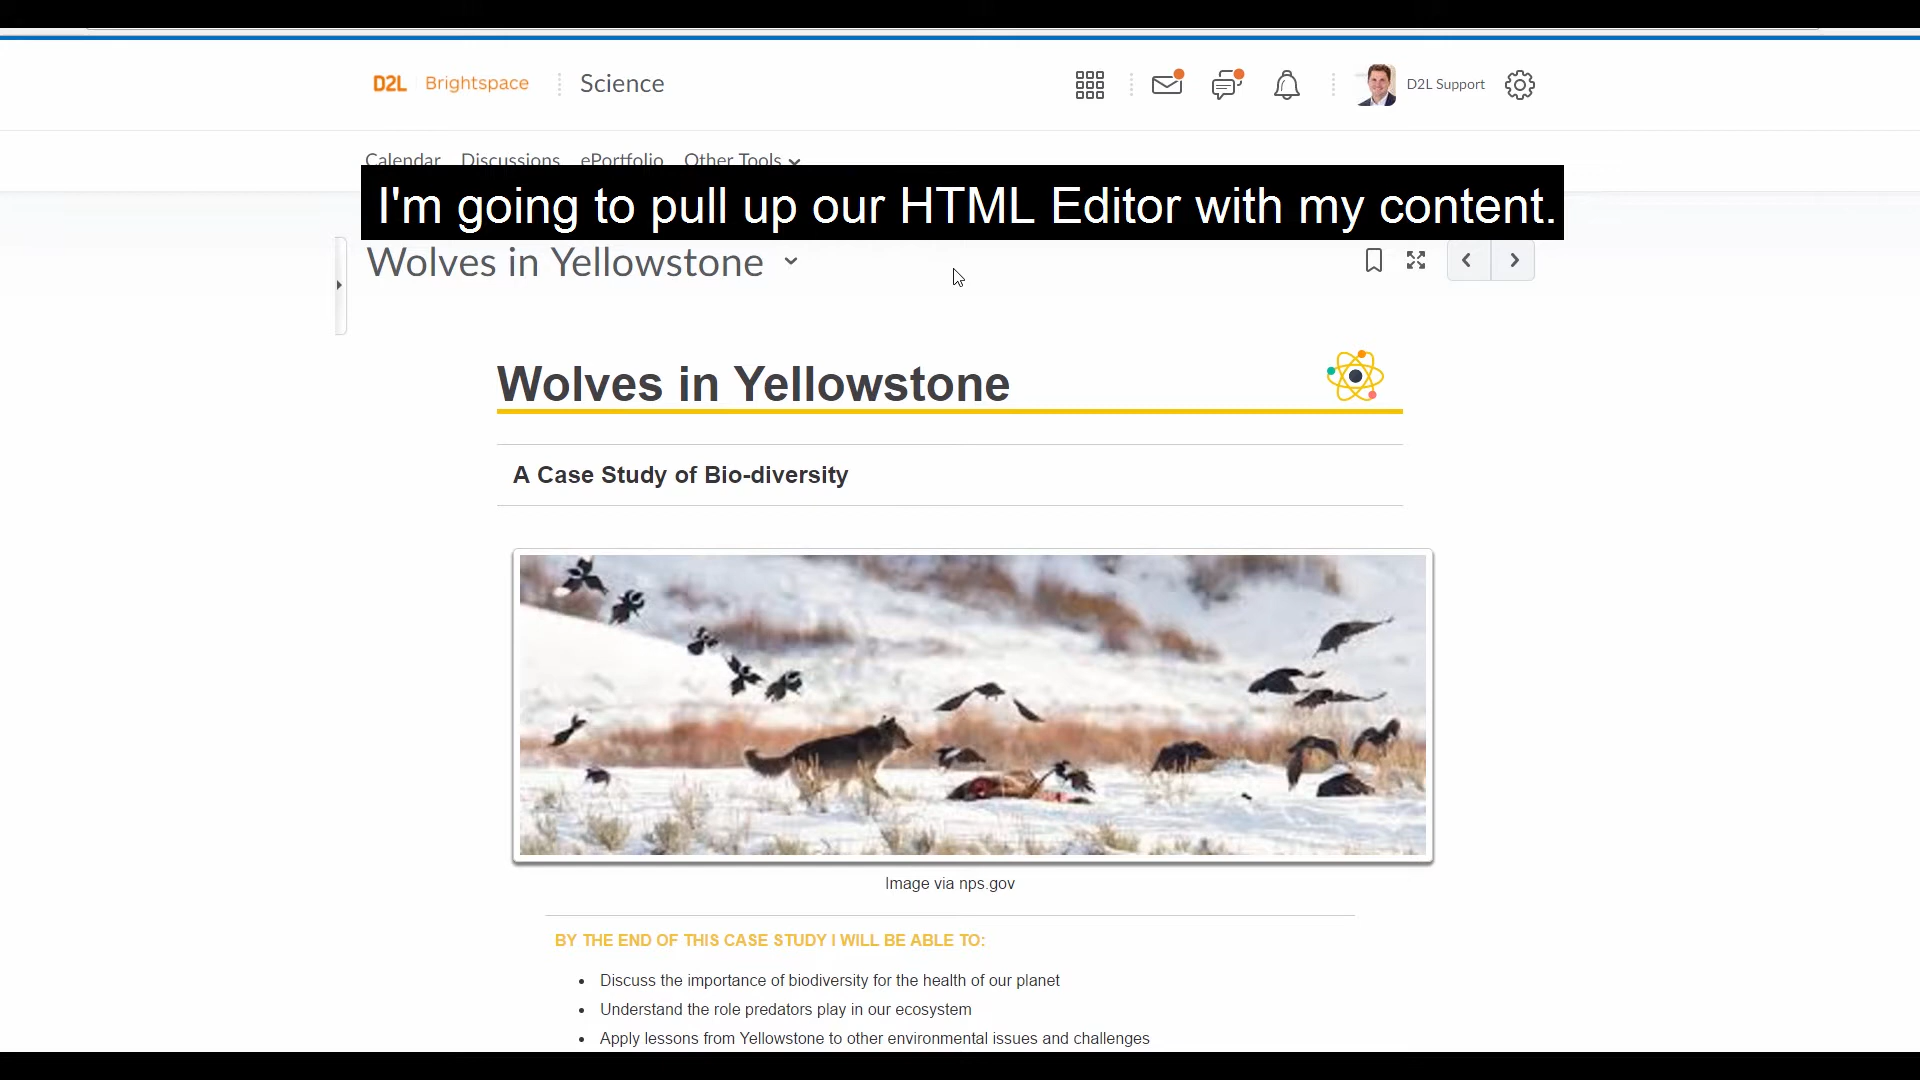 D2L Brightspace Science D2L Support
Calendar Discussions ePortfolio Other Tools
I'm going to pull up our HTML Editor with my content.
Wolves in Yellowstone
Wolves in Yellowstone
A Case Study of Bio-diversity
Image via nps.gov
BY THE END OF THIS CASE STUDY I WILL BE ABLE TO:
Discuss the importance of biodiversity for the health of our planet
Understand the role predators play in our ecosystem
Apply lessons from Yellowstone to other environmental issues and challenges